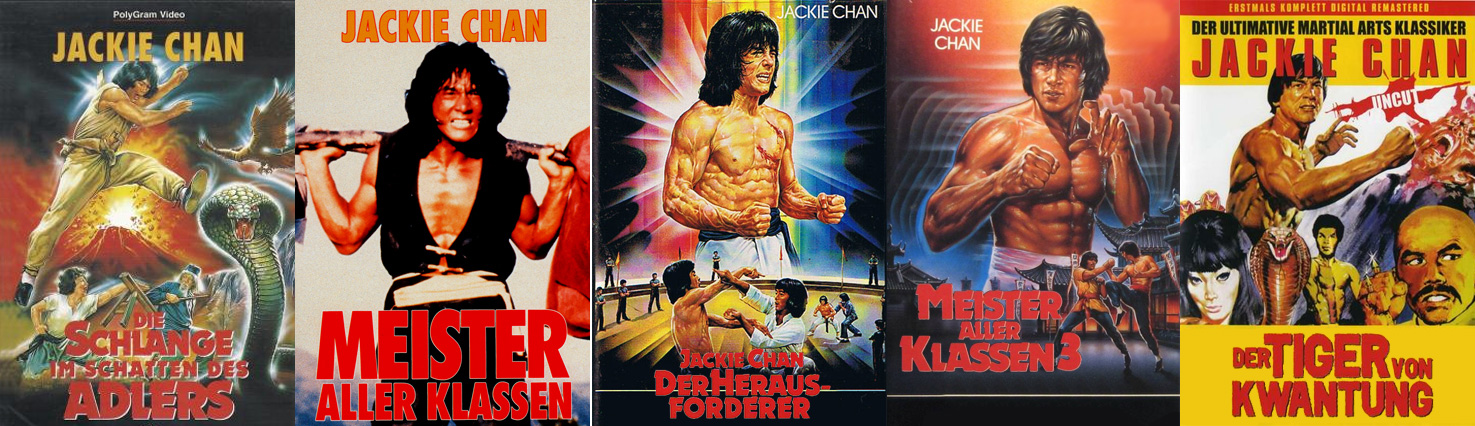 PolyGram Video
JACKIE CHAN
DIE
SCHLANGE
IM SCHATTEN DES
ADLERS
JACKIE CHAN
MEISTER
ALLER KLASSEN
JACKIE CHAN
JACKIE CHAN
DER HERAUS-
FORDERER
JACKIE
CHAN
MEISTER
ALLER
KLASSEN 3
ERSTMALS KOMPLETT DIGITAL REMASTERED
DER ULTIMATIVE MARTIAL ARTS KLASSIKER
JACKIE CHAN
UNCUT
DER TIGER VON
KWANTUNG